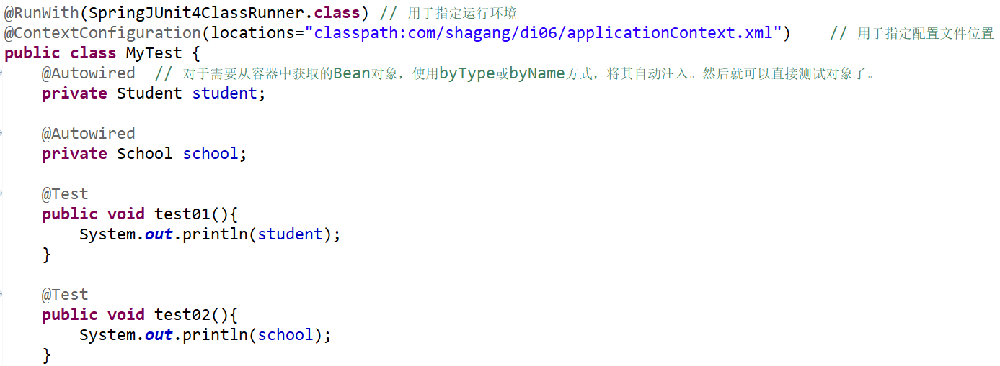 @RunWith(SpringJUnit4ClassRunner.class) // 用于指定运行环境
@ContextConfiguration(locations="classpath:com/shagang/di06/applicationContext.xml")    // 用于指定配置文件位置
public class MyTest {
    @Autowired  // 对于需要从容器中获取的Bean对象，使用byType或byName方式，将其自动注入。然后就可以直接测试对象了。
    private Student student;
    @Autowired
    private School school;
    @Test
    public void test01(){
        System.out.println(student);
    }
    @Test
    public void test02(){
        System.out.println(school);
    }